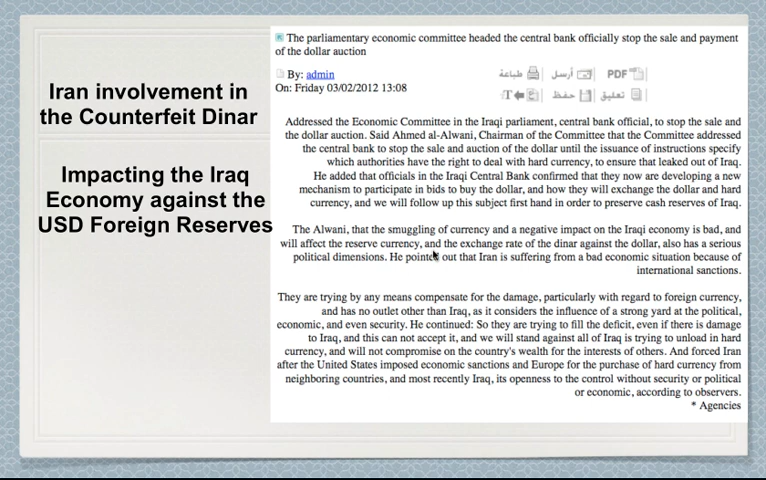 Iran involvement in
the Counterfeit Dinar
Impacting the Iraq
Economy against the
USD Foreign Reserves
The parliamentary economic committee headed the central bank officially stop the sale and payment
of the dollar auction
By: admin
On: Friday 03/02/2012 13:08
طباعة أرسل PDF
T تعليق حفظ
Addressed the Economic Committee in the Iraqi parliament, central bank official, to stop the sale and
the dollar auction. Said Ahmed al-Alwani, Chairman of the Committee that the Committee addressed
the central bank to stop the sale and auction of the dollar until the issuance of instructions specify
which authorities have the right to deal with hard currency, to ensure that leaked out of Iraq.
He added that officials in the Iraqi Central Bank confirmed that they now are developing a new
mechanism to participate in bids to buy the dollar, and how they will exchange the dollar and hard
currency, and we will follow up this subject first hand in order to preserve cash reserves of Iraq.
The Alwani, that the smuggling of currency and a negative impact on the Iraqi economy is bad, and
will affect the reserve currency, and the exchange rate of the dinar against the dollar, also has a serious
political dimensions. He pointed out that Iran is suffering from a bad economic situation because of
international sanctions.
They are trying by any means compensate for the damage, particularly with regard to foreign currency,
and has no outlet other than Iraq, as it considers the influence of a strong yard at the political,
economic, and even security. He continued: So they are trying to fill the deficit, even if there is damage
to Iraq, and this can not accept it, and we will stand against all of Iraq is trying to unload in hard
currency, and will not compromise on the country's wealth for the interests of others. And forced Iran
after the United States imposed economic sanctions and Europe for the purchase of hard currency from
neighboring countries, and most recently Iraq, its openness to the control without security or political
or economic, according to observers.
* Agencies